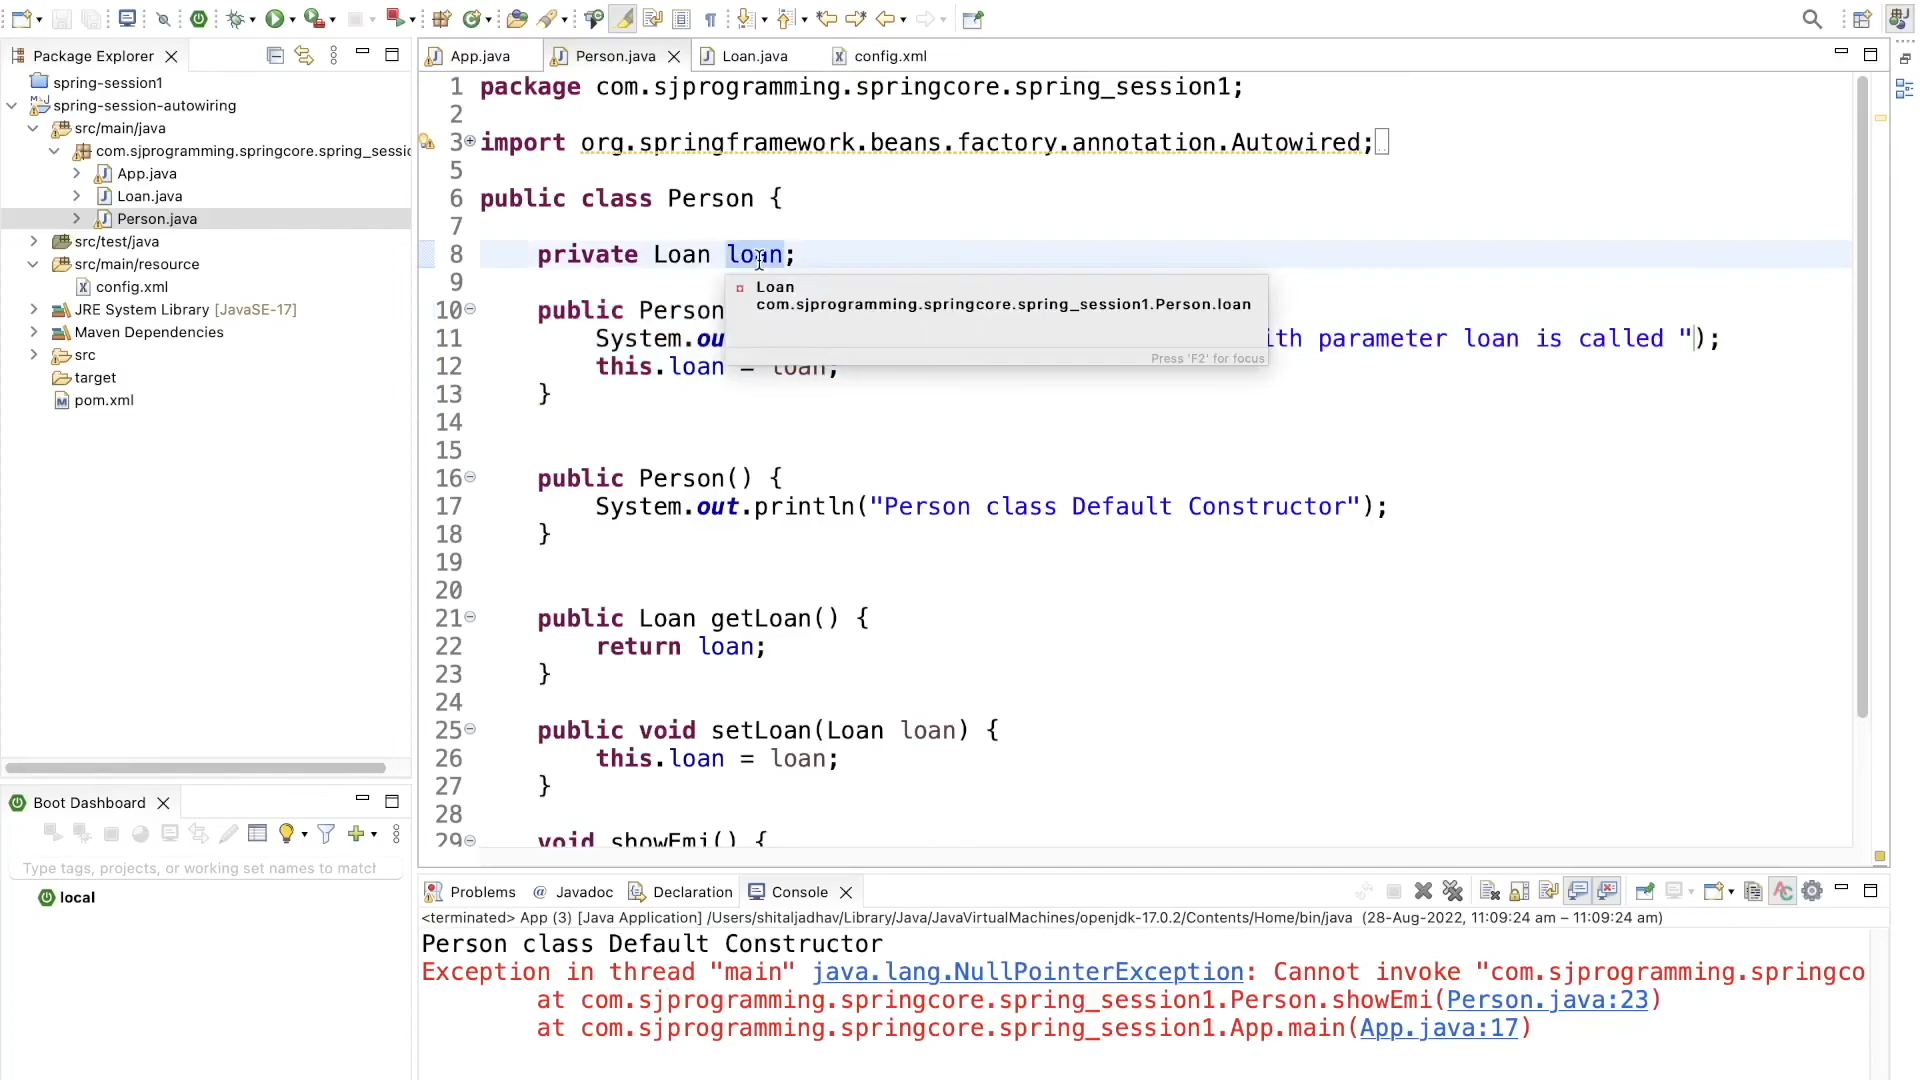 Package Explorer
App.java
Person.java
Loan.java
config.xml
spring-session1
spring-session-autowiring
src/main/java
com.sjprogramming.springcore.spring_sessic
App.java
Loan.java
Person.java
src/test/java
src/main/resource
config.xml
JRE System Library [JavaSE-17]
Maven Dependencies
src
target
pom.xml
1 package com.sjprogramming.springcore.spring_session1;
2
3 import org.springframework.beans.factory.annotation.Autowired;
5
6 public class Person {
7
8 private Loan loan;
9
10 public Person
11 System.ou ith parameter loan is called ");
12 this.loan = loan;
13 }
14
15
16 public Person() {
17 System.out.println("Person class Default Constructor");
18 }
19
20
21 public Loan getLoan() {
22 return loan;
23 }
24
25 public void setLoan(Loan loan) {
26 this.loan = loan;
27 }
28
29 void showEmi() {
Loan
com.sjprogramming.springcore.spring_session1.Person.loan
Press 'F2' for focus
Boot Dashboard
Type tags, projects, or working set names to match
local
Problems
@ Javadoc
Declaration
Console
<terminated> App (3) [Java Application] /Users/shitaljadhav/Library/Java/JavaVirtualMachines/openjdk-17.0.2/Contents/Home/bin/java (28-Aug-2022, 11:09:24 am – 11:09:24 am)
Person class Default Constructor
Exception in thread "main" java.lang.NullPointerException: Cannot invoke "com.sjprogramming.springco
at com.sjprogramming.springcore.spring_session1.Person.showEmi(Person.java:23)
at com.sjprogramming.springcore.spring_session1.App.main(App.java:17)